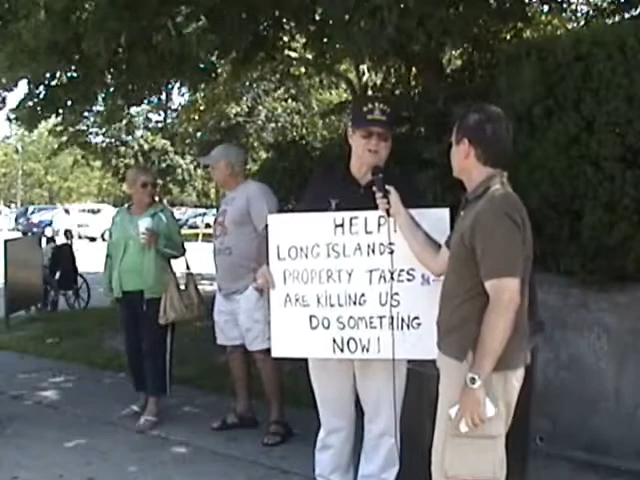 HELP!
LONG ISLANDS
PROPERTY TAXES
ARE KILLING US
DO SOMETHING
NOW!